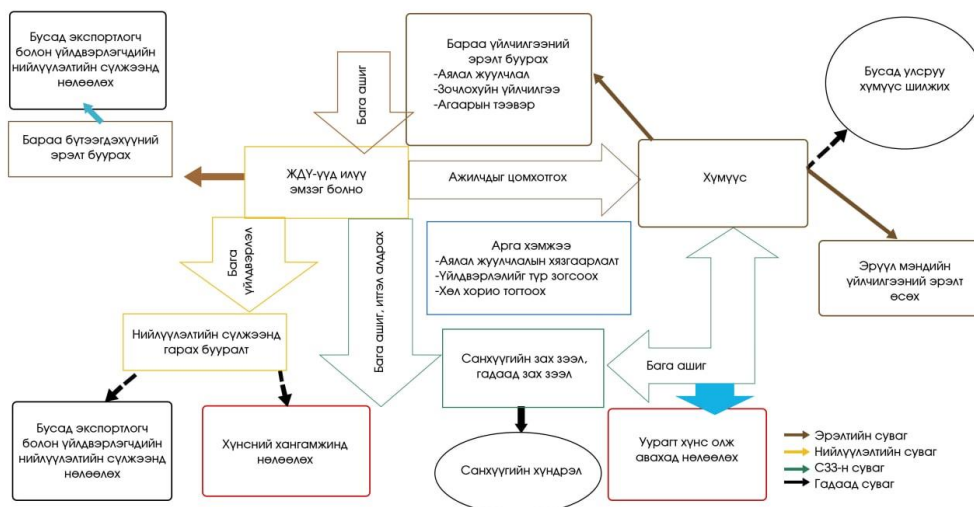 Бусад экспортлогч
болон үйлдвэрлэгчдийн
нийлүүлэлтийн сүлжээнд
нөлөөлөх
Бараа бүтээгдэхүүний
эрэлт буурах
Бага ашиг
Бараа үйлчилгээний
эрэлт буурах
-Аялал жуулчлал
-Зочлохуйн үйлчилгээ
-Агаарын тээвэр
Бусад улсруу
хүмүүс шилжих
ЖДҮ-үүд илүү
эмзэг болно
Ажилчдыг цомхотгох
Хүмүүс
Бага
үйлдвэрлэл
Бага ашиг, итгэл алдрах
Арга хэмжээ
-Аялал жуулчлалын хязгаарлалт
-Үйлдвэрлэлийг түр зогсоох
-Хөл хорио тогтоох
Эрүүл мэндийн
үйлчилгээний эрэлт
өсөх
Нийлүүлэлтийн сүлжээнд
гарах бууралт
Санхүүгийн зах зээл,
гадаад зах зээл
Бага ашиг
Бусад экспортлогч
болон үйлдвэрлэгчдийн
нийлүүлэлтийн сүлжээнд
нөлөөлөх
Хүнсний хангамжинд
нөлөөлөх
Санхүүгийн хүндрэл
Уурагт хүнс олж
авахад нөлөөлөх
Эрэлтийн суваг
Нийлүүлэлтийн суваг
СЗЗ-н суваг
Гадаад суваг